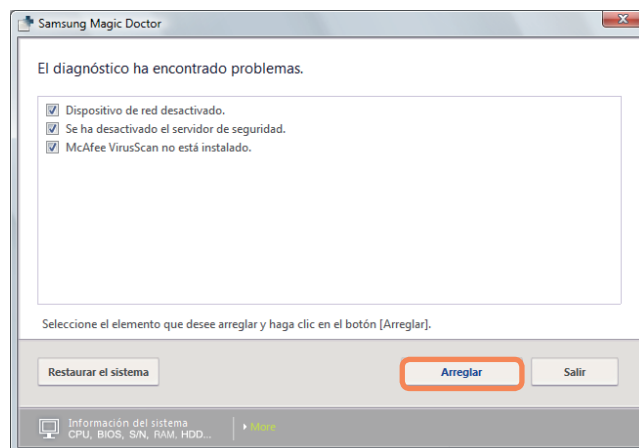 Samsung Magic Doctor
El diagnóstico ha encontrado problemas.
Dispositivo de red desactivado.
Se ha desactivado el servidor de seguridad.
McAfee VirusScan no está instalado.
Seleccione el elemento que desee arreglar y haga clic en el botón [Arreglar].
Restaurar el sistema
Arreglar
Salir
Información del sistema
CPU, BIOS, S/N, RAM, HDD...
More